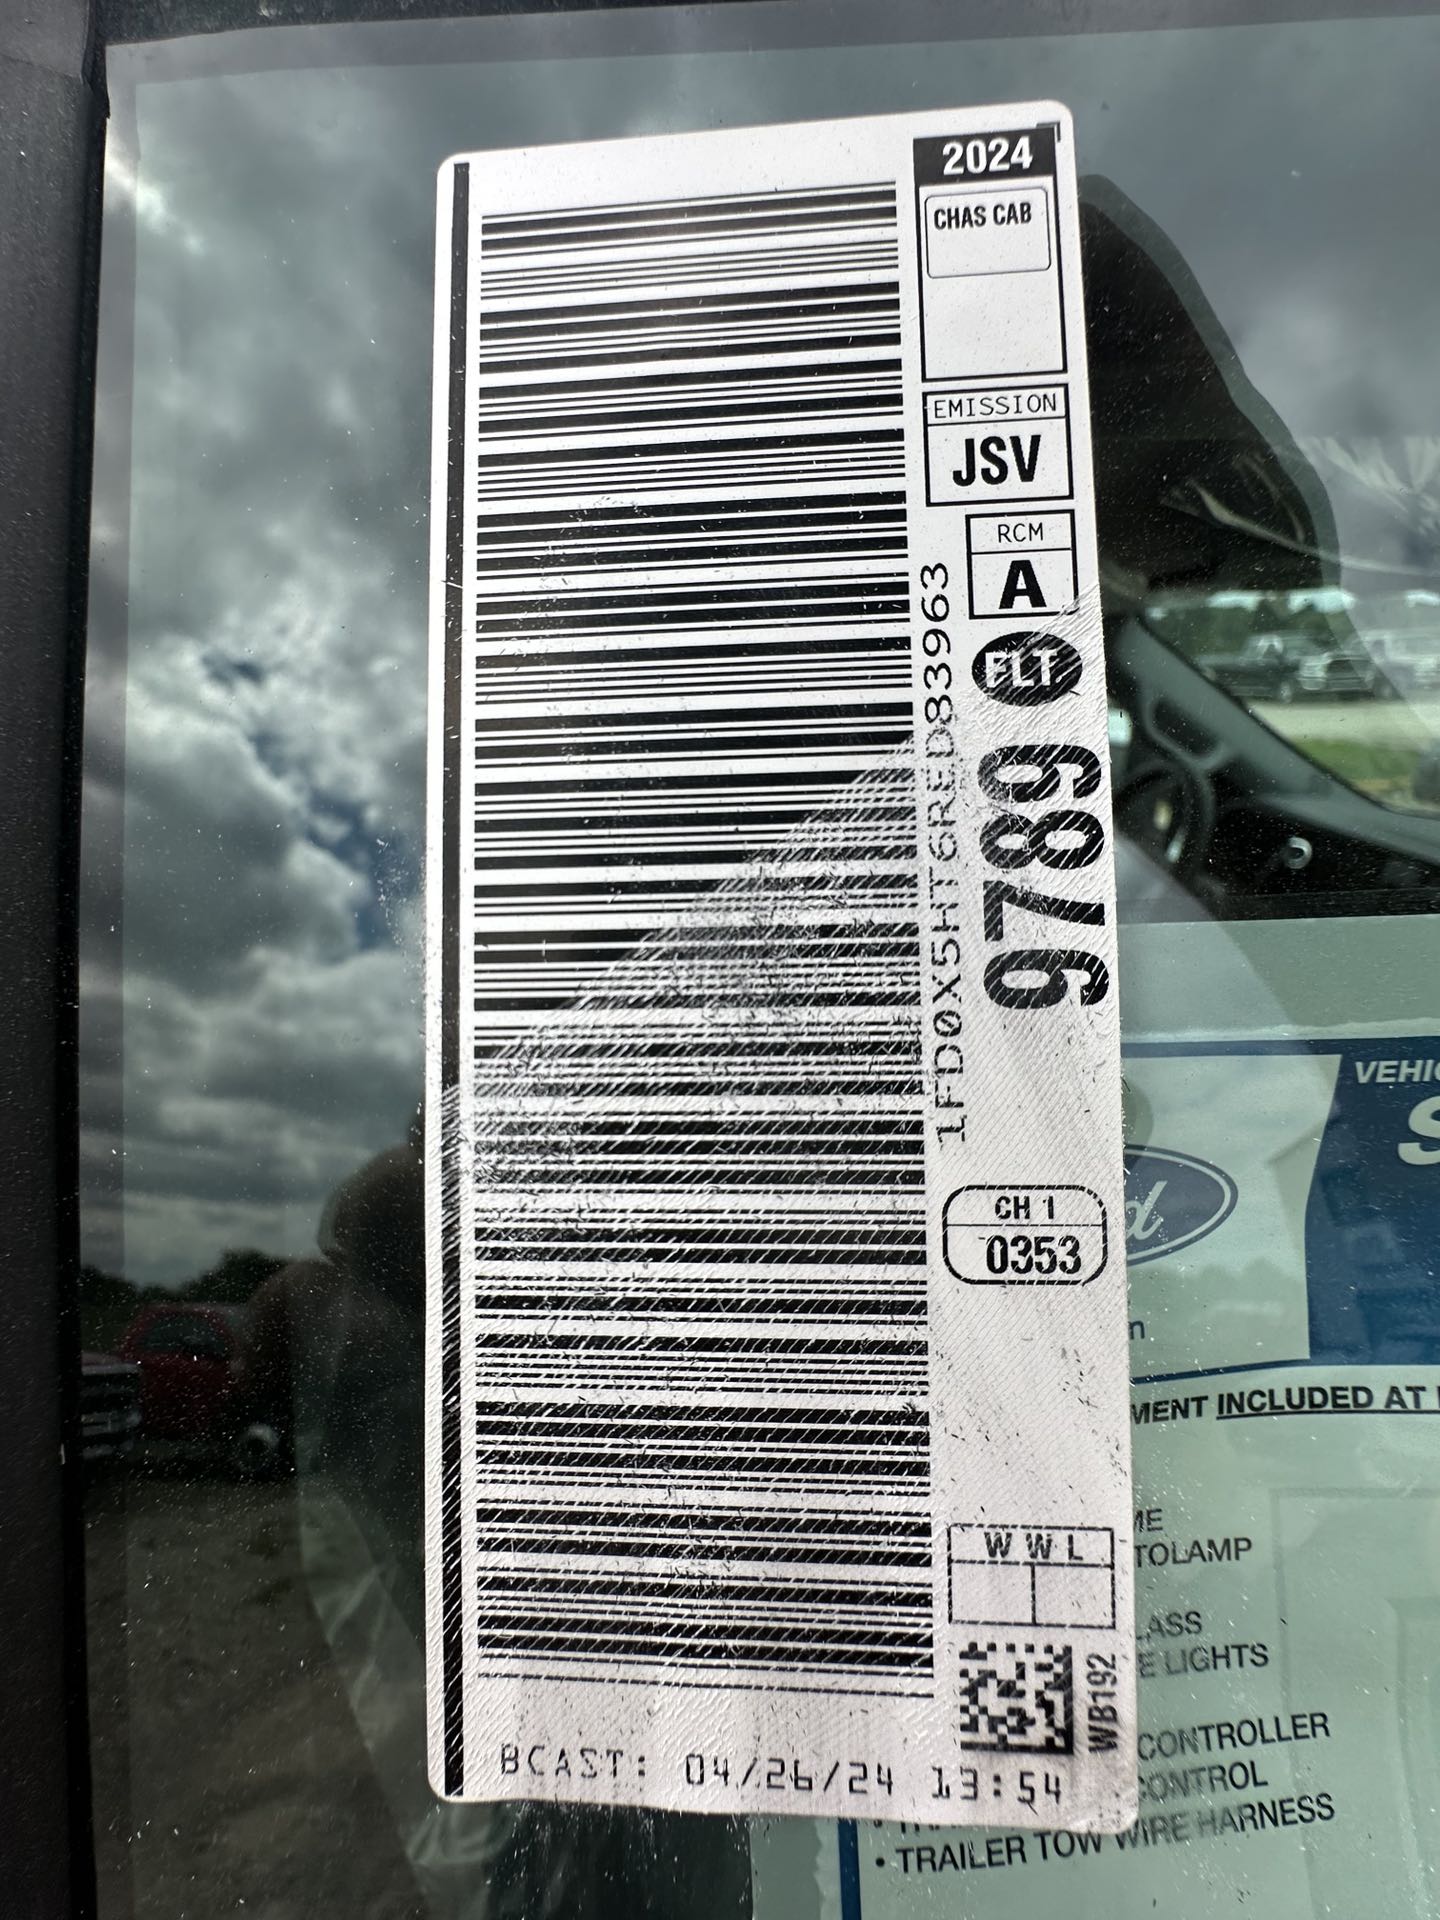 2024
CHAS CAB
EMISSION
JSV
RCM
A
FLT
1FD0X5HT6RED83963
9789
CH 1
0353
W W L
WB192
BCAST: 04/26/24 13:54
VEHIC
S
d
n
MENT INCLUDED AT
ME
TOLAMP
LASS
E LIGHTS
CONTROLLER
CONTROL
• TRAILER TOW WIRE HARNESS